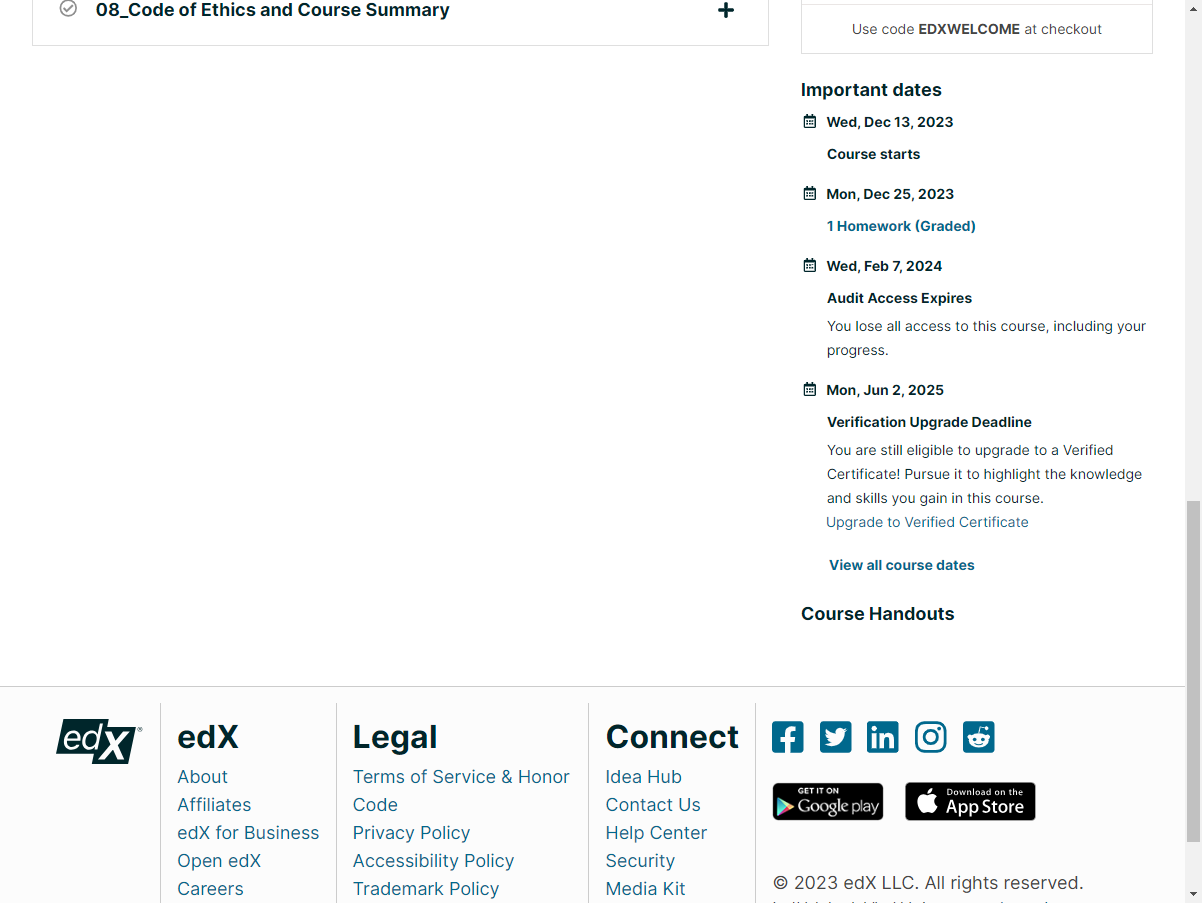 08_Code of Ethics and Course Summary
Use code EDXWELCOME at checkout
Important dates
Wed, Dec 13, 2023
Course starts
Mon, Dec 25, 2023
1 Homework (Graded)
Wed, Feb 7, 2024
Audit Access Expires
You lose all access to this course, including your
progress.
Mon, Jun 2, 2025
Verification Upgrade Deadline
You are still eligible to upgrade to a Verified
Certificate! Pursue it to highlight the knowledge
and skills you gain in this course.
Upgrade to Verified Certificate
View all course dates
Course Handouts
edX
edX
About
Affiliates
edX for Business
Open edX
Careers
Legal
Terms of Service & Honor
Code
Privacy Policy
Accessibility Policy
Trademark Policy
Connect
Idea Hub
Contact Us
Help Center
Security
Media Kit
GET IT ON
Google play
Download on the
App Store
© 2023 edX LLC. All rights reserved.